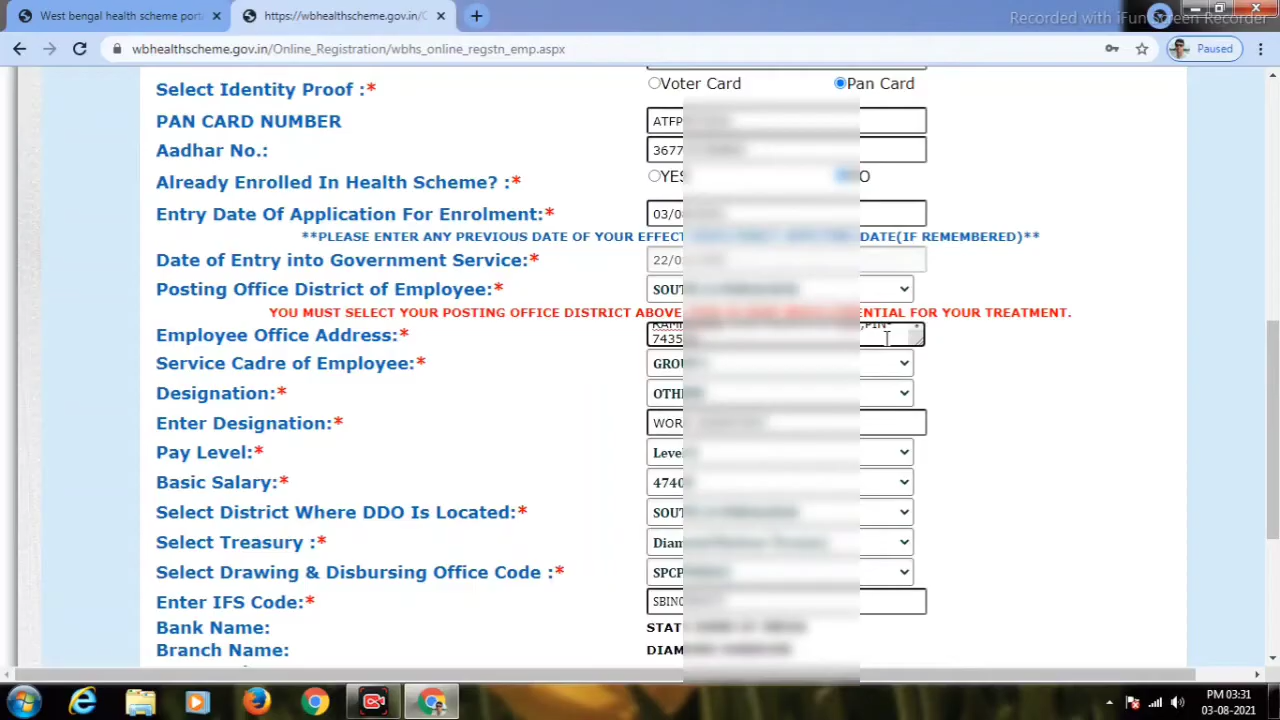 West bengal health scheme port
https://wbhealthscheme.gov.in/C
Recorded with iFun Screen Recorder
wbhealthscheme.gov.in/Online_Registration/wbhs_online_regstn_emp.aspx
Paused
Select Identity Proof :*
Voter Card
Pan Card
PAN CARD NUMBER
ATFP
Aadhar No.:
3677
Already Enrolled In Health Scheme? :*
YES
O
Entry Date Of Application For Enrolment:*
03/0
**PLEASE ENTER ANY PREVIOUS DATE OF YOUR EFFECT DATE(IF REMEMBERED)**
Date of Entry into Government Service:*
22/0
Posting Office District of Employee:*
SOUT
YOU MUST SELECT YOUR POSTING OFFICE DISTRICT ABOVE ENTIAL FOR YOUR TREATMENT.
Employee Office Address:*
,PIN-
7435
Service Cadre of Employee:*
GROU
Designation:*
OTH
Enter Designation:*
WOR
Pay Level:*
Leve
Basic Salary:*
4740
Select District Where DDO Is Located:*
SOUT
Select Treasury :*
Diam
Select Drawing & Disbursing Office Code :*
SPCP
Enter IFS Code:*
SBIN0
Bank Name:
STAT
Branch Name:
DIAM
PM 03:31
03-08-2021